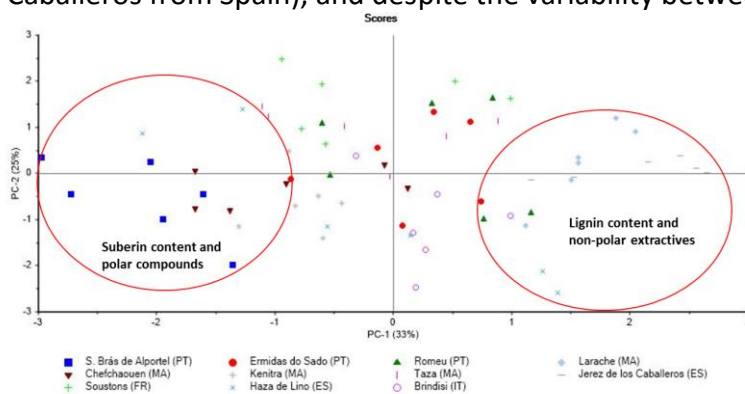 Caballeros from Spain), and despite the variability betwe
Scores
3
2
1
0
-1
-2
-3
PC-2 (25%)
Suberin content and
polar compounds
Lignin content and
non-polar extractives
-3 -2 -1 0 1 2
PC-1 (33%)
S. Brás de Alportel (PT) Ermidas do Sado (PT) Romeu (PT) Larache (MA)
Chefchaouen (MA) Kenitra (MA) Taza (MA) Jerez de los Caballeros (ES)
Soustons (FR) Haza de Lino (ES) Brindisi (IT)